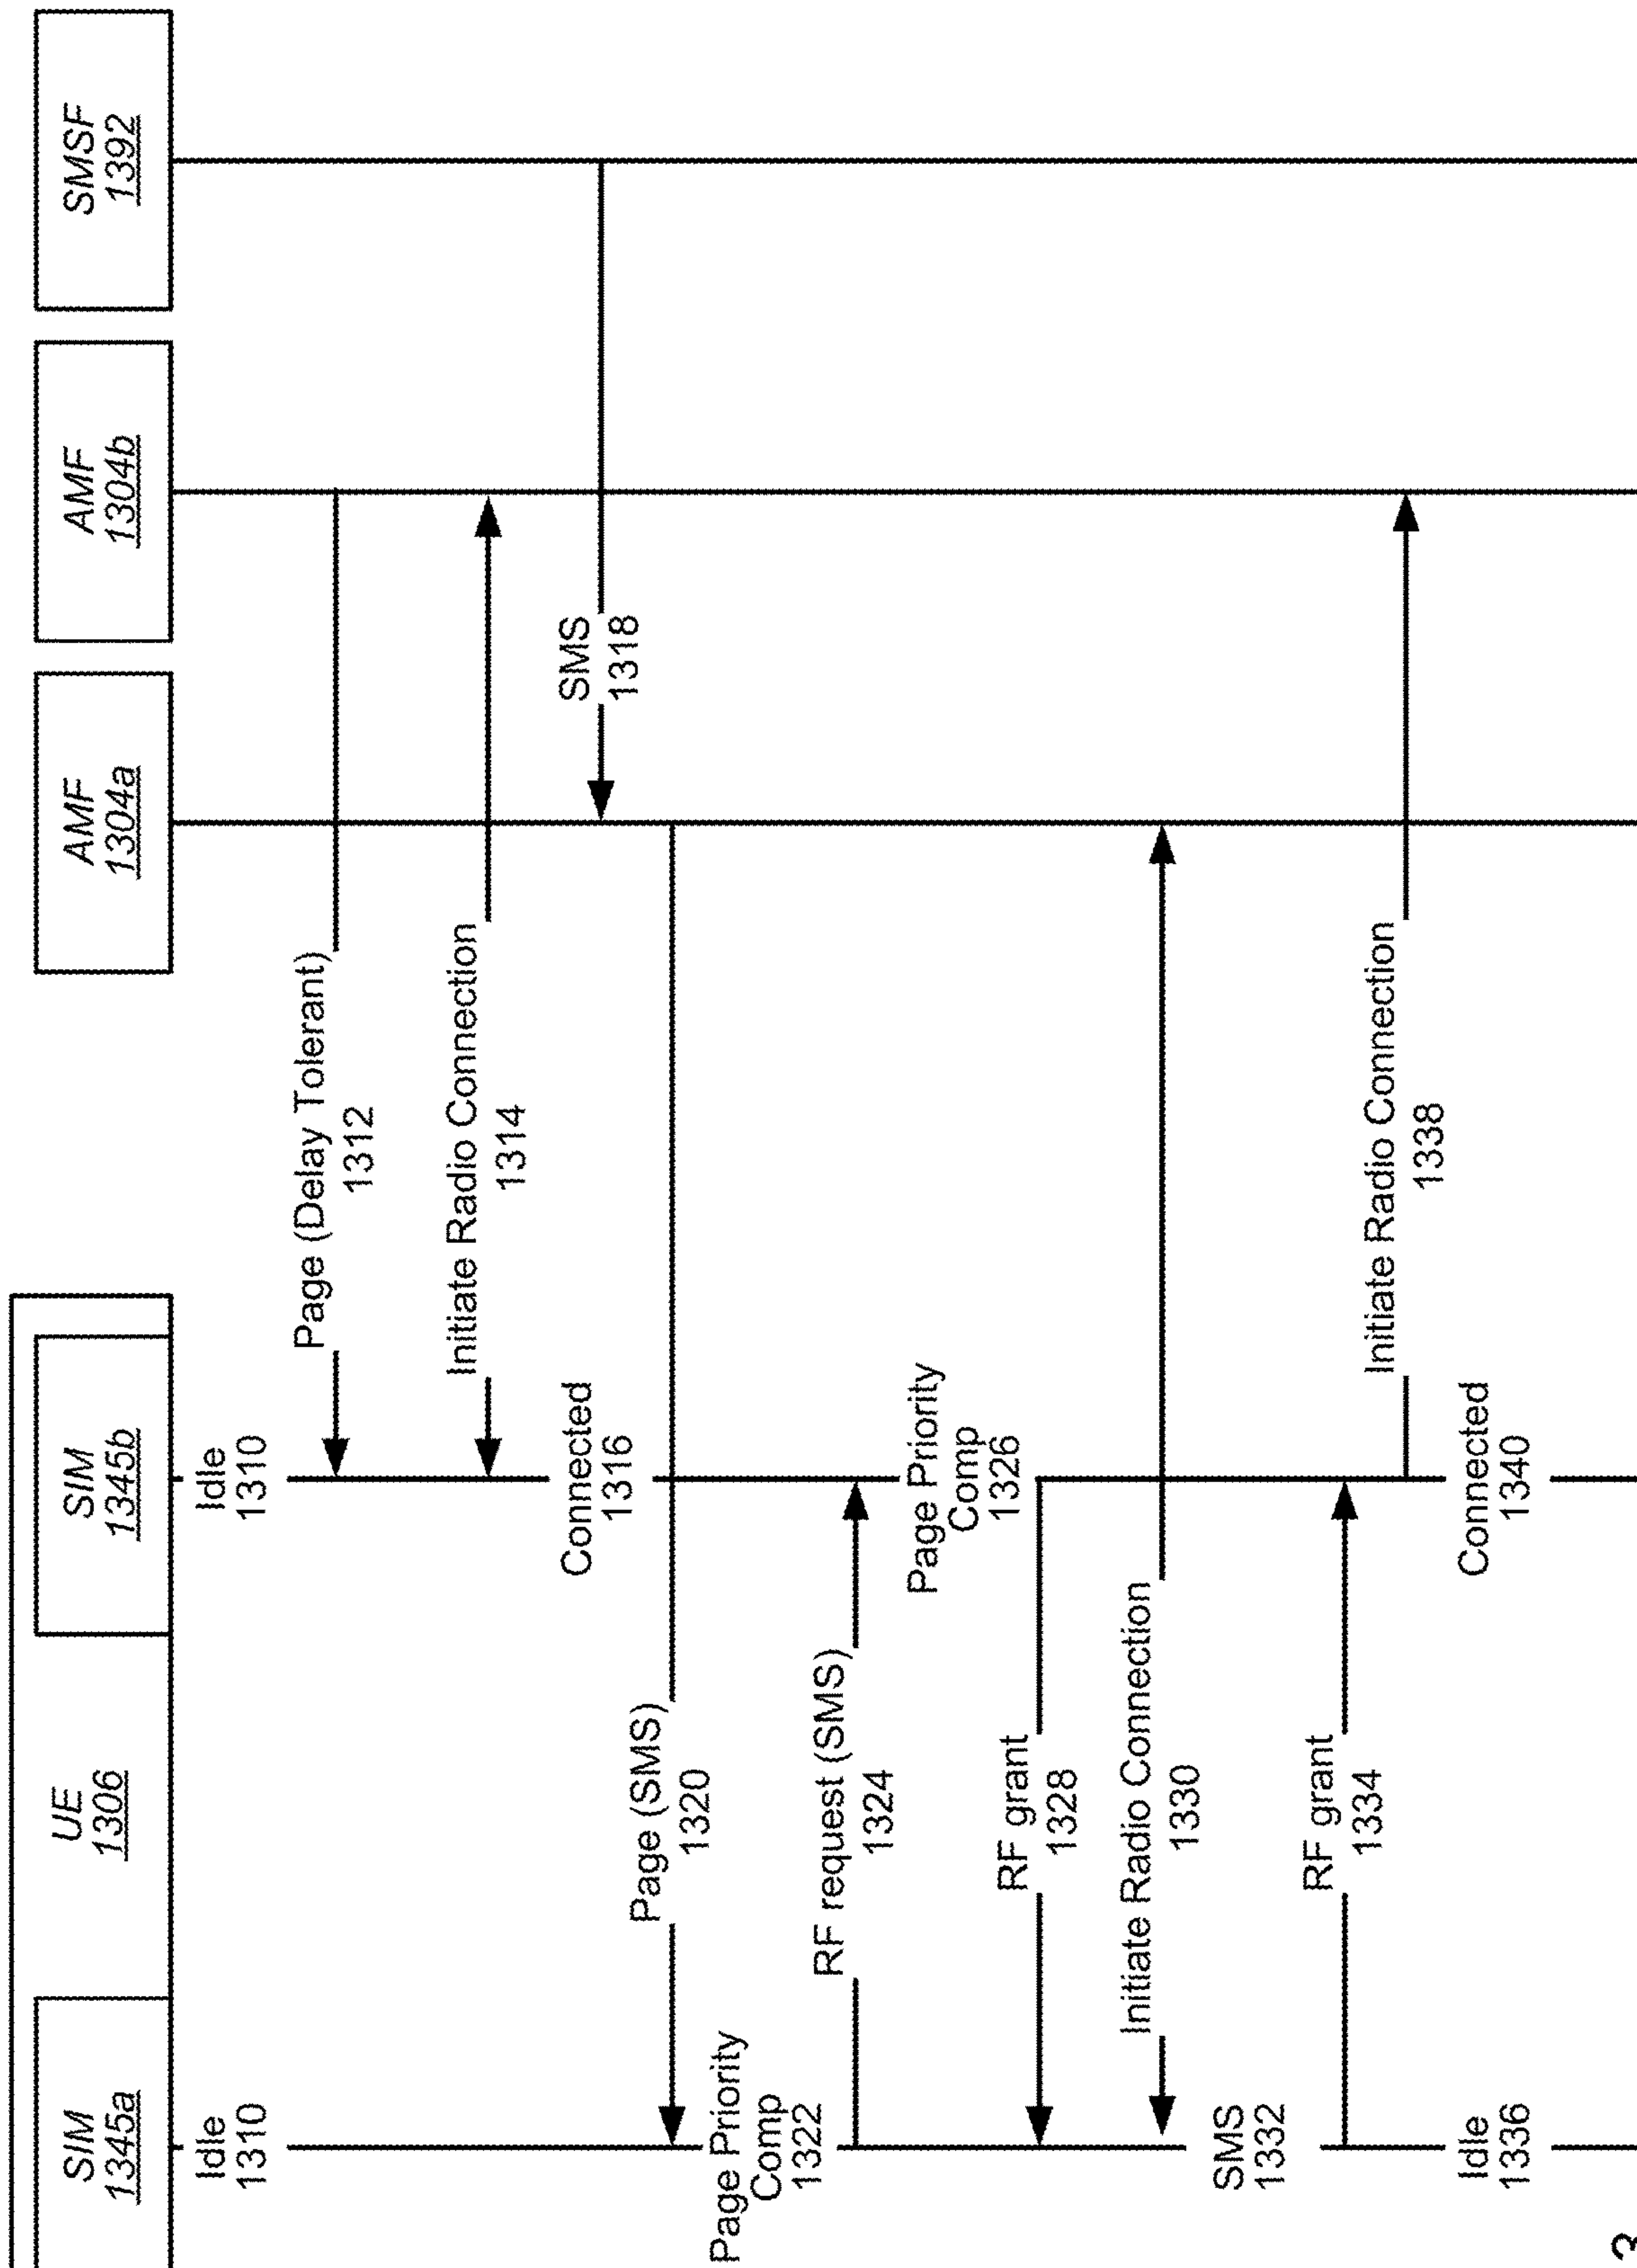 UE
1306
SIM
1345a
SIM
1345b
AMF
1304a
AMF
1304b
SMSF
1392
Idle
1310
Idle
1310
Page (Delay Tolerant)
1312
Initiate Radio Connection
1314
Connected
1316
SMS
1318
Page (SMS)
1320
Page Priority
Comp
1322
RF request (SMS)
1324
Page Priority
Comp
1326
RF grant
1328
Initiate Radio Connection
1330
SMS
1332
RF grant
1334
Idle
1336
Initiate Radio Connection
1338
Connected
1340